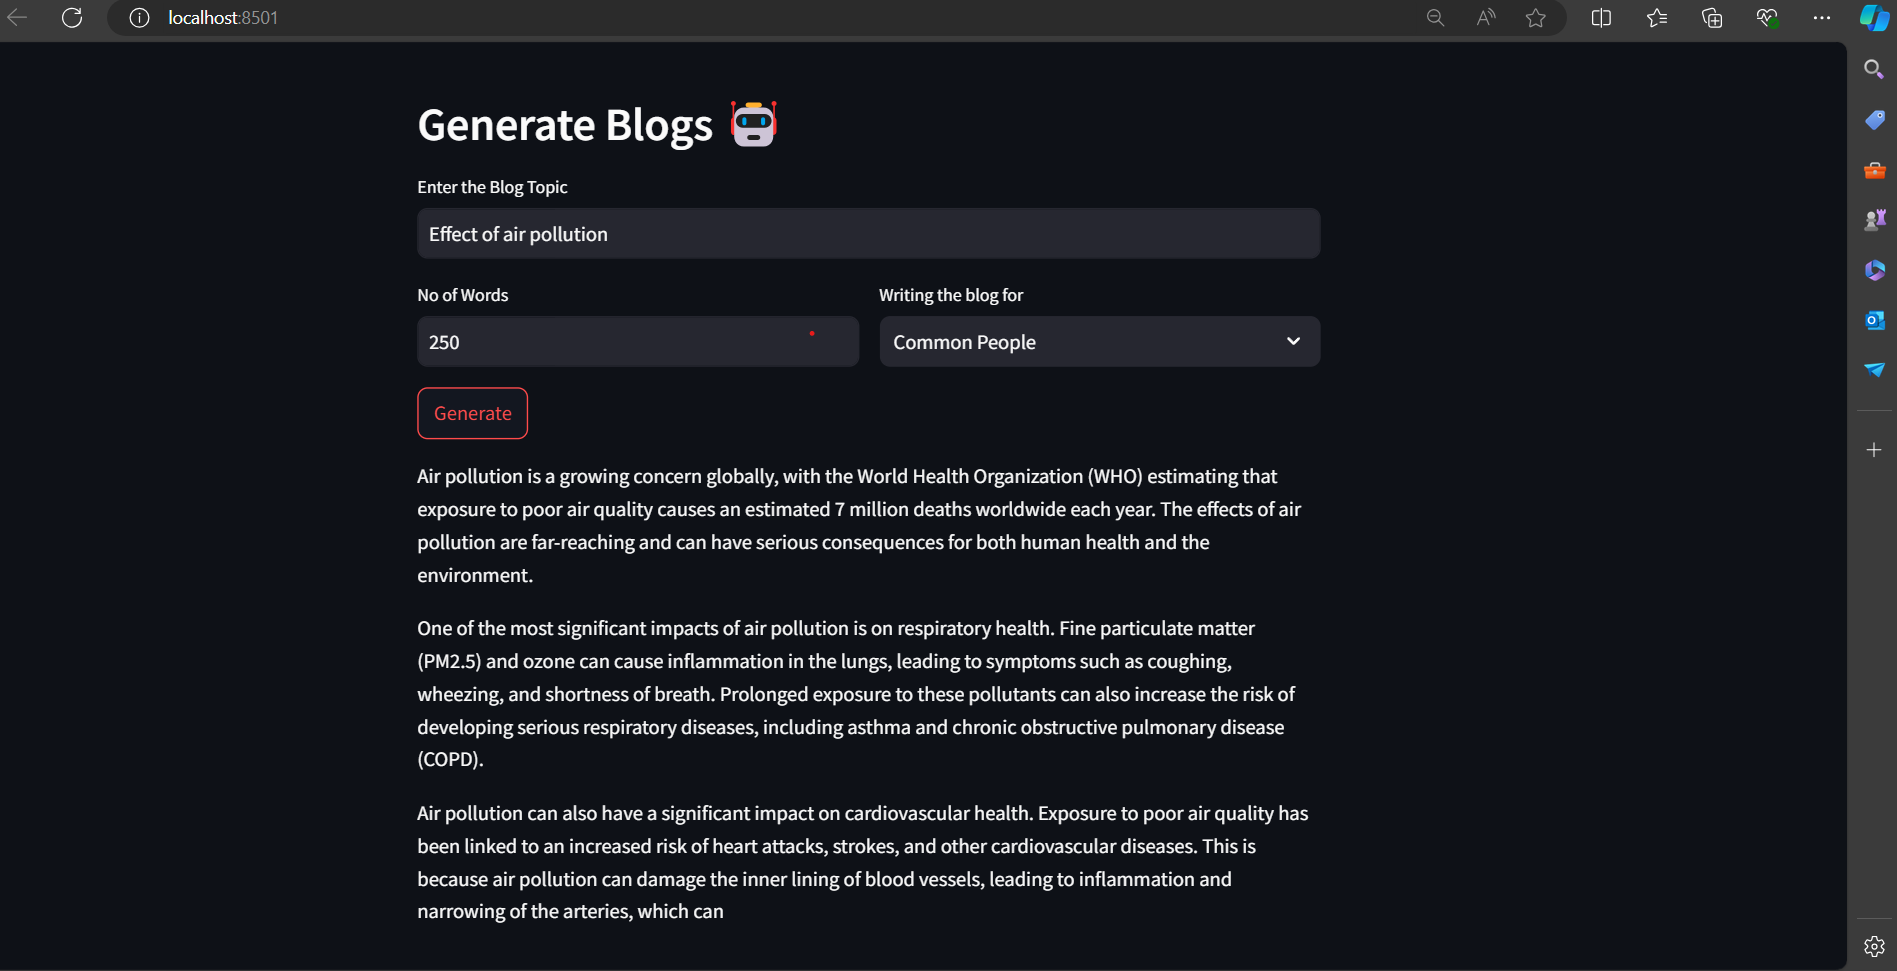 localhost:8501
Generate Blogs
Enter the Blog Topic
Effect of air pollution
No of Words
Writing the blog for
250
Common People
Generate
Air pollution is a growing concern globally, with the World Health Organization (WHO) estimating that
exposure to poor air quality causes an estimated 7 million deaths worldwide each year. The effects of air
pollution are far-reaching and can have serious consequences for both human health and the
environment.
One of the most significant impacts of air pollution is on respiratory health. Fine particulate matter
(PM2.5) and ozone can cause inflammation in the lungs, leading to symptoms such as coughing,
wheezing, and shortness of breath. Prolonged exposure to these pollutants can also increase the risk of
developing serious respiratory diseases, including asthma and chronic obstructive pulmonary disease
(COPD).
Air pollution can also have a significant impact on cardiovascular health. Exposure to poor air quality has
been linked to an increased risk of heart attacks, strokes, and other cardiovascular diseases. This is
because air pollution can damage the inner lining of blood vessels, leading to inflammation and
narrowing of the arteries, which can